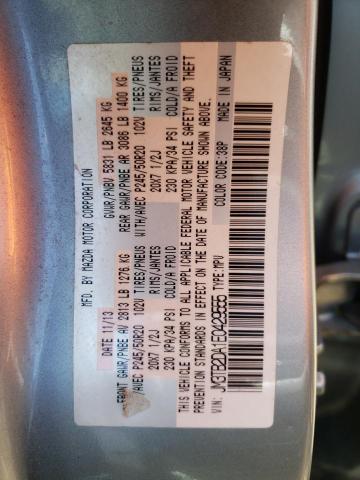 MFD. BY MAZDA MOTOR CORPORATION
DATE 11/13 GVWR/PNBV 5831 LB 2645 KG
FRONT GAWR/PNBE AV 2813 LB 1276 KG REAR GAWR/PNBE AR 3086 LB 1400 KG
/AVEC P245/50R20 102V TIRES/PNEUS WITH/AVEC P245/50R20 102V TIRES/PNEUS
20X7 1/2J RIMS/JANTES 20X7 1/2J RIMS/JANTES
230 KPA/34 PSI COLD/A FROID 230 KPA/34 PSI COLD/A FROID
THIS VEHICLE CONFORMS TO ALL APPLICABLE FEDERAL MOTOR VEHICLE SAFETY AND THEFT
PREVENTION STANDARDS IN EFFECT ON THE DATE OF MANUFACTURE SHOWN ABOVE.
MADE IN JAPAN
VIN: JM3TB2DA1E0429565 TYPE: MPV COLOR CODE: 38P